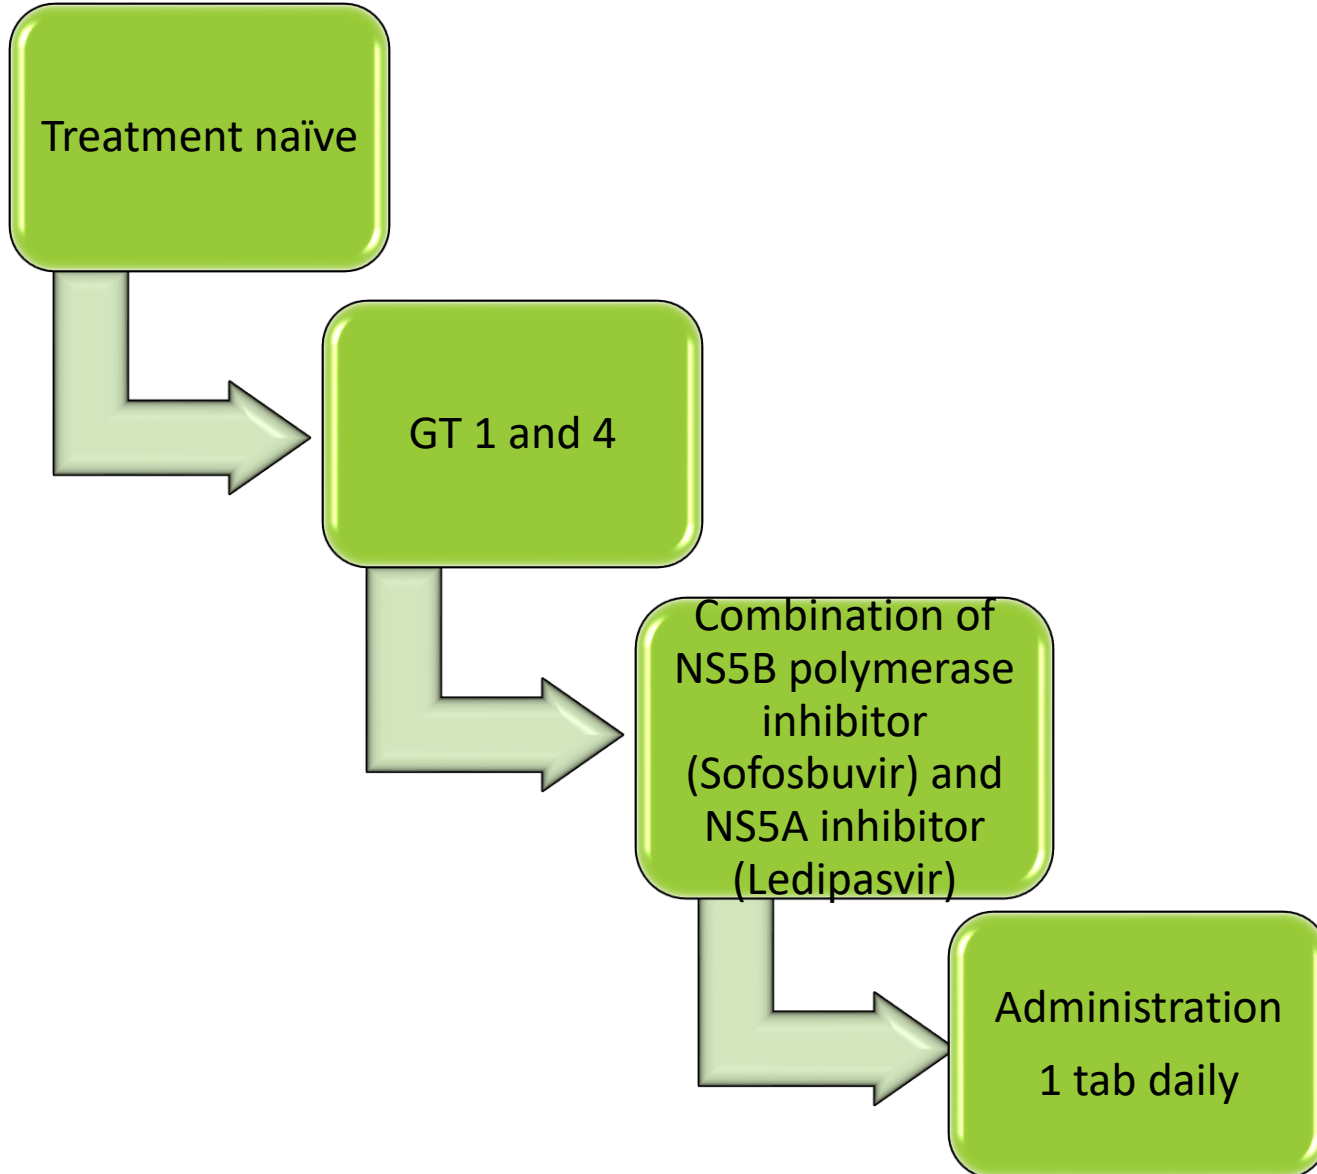 Treatment naïve
GT 1 and 4
Combination of
NS5B polymerase
inhibitor
(Sofosbuvir) and
NS5A inhibitor
(Ledipasvir)
Administration
1 tab daily